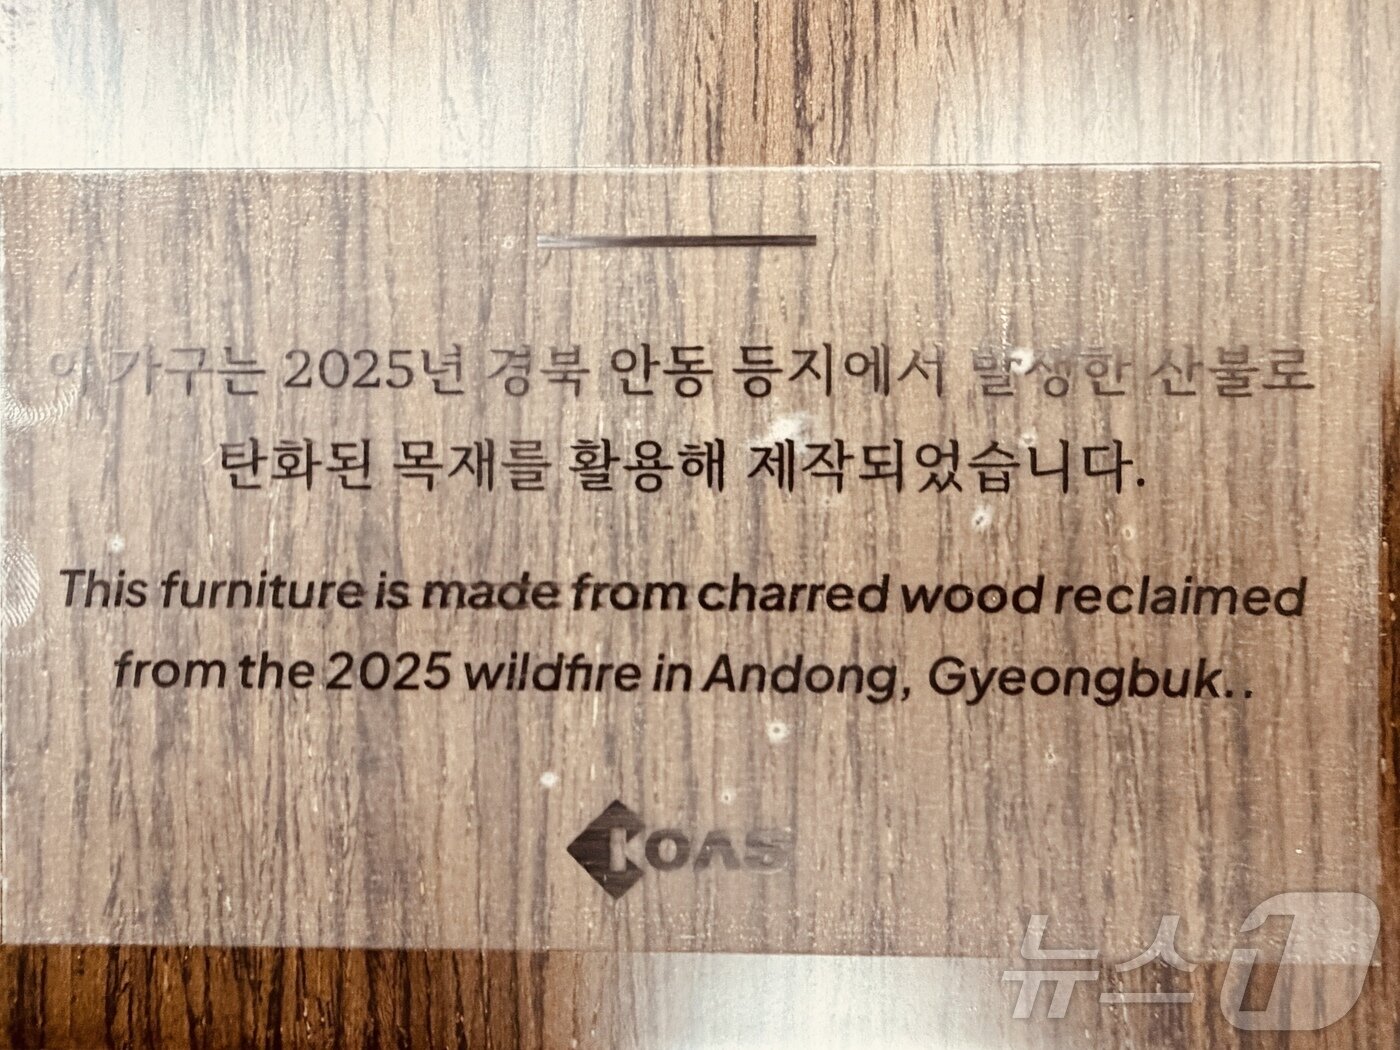 이 가구는 2025년 경북 안동 등지에서 발생한 산불로
탄화된 목재를 활용해 제작되었습니다.
This furniture is made from charred wood reclaimed
from the 2025 wildfire in Andong, Gyeongbuk..
KOAS
뉴스1